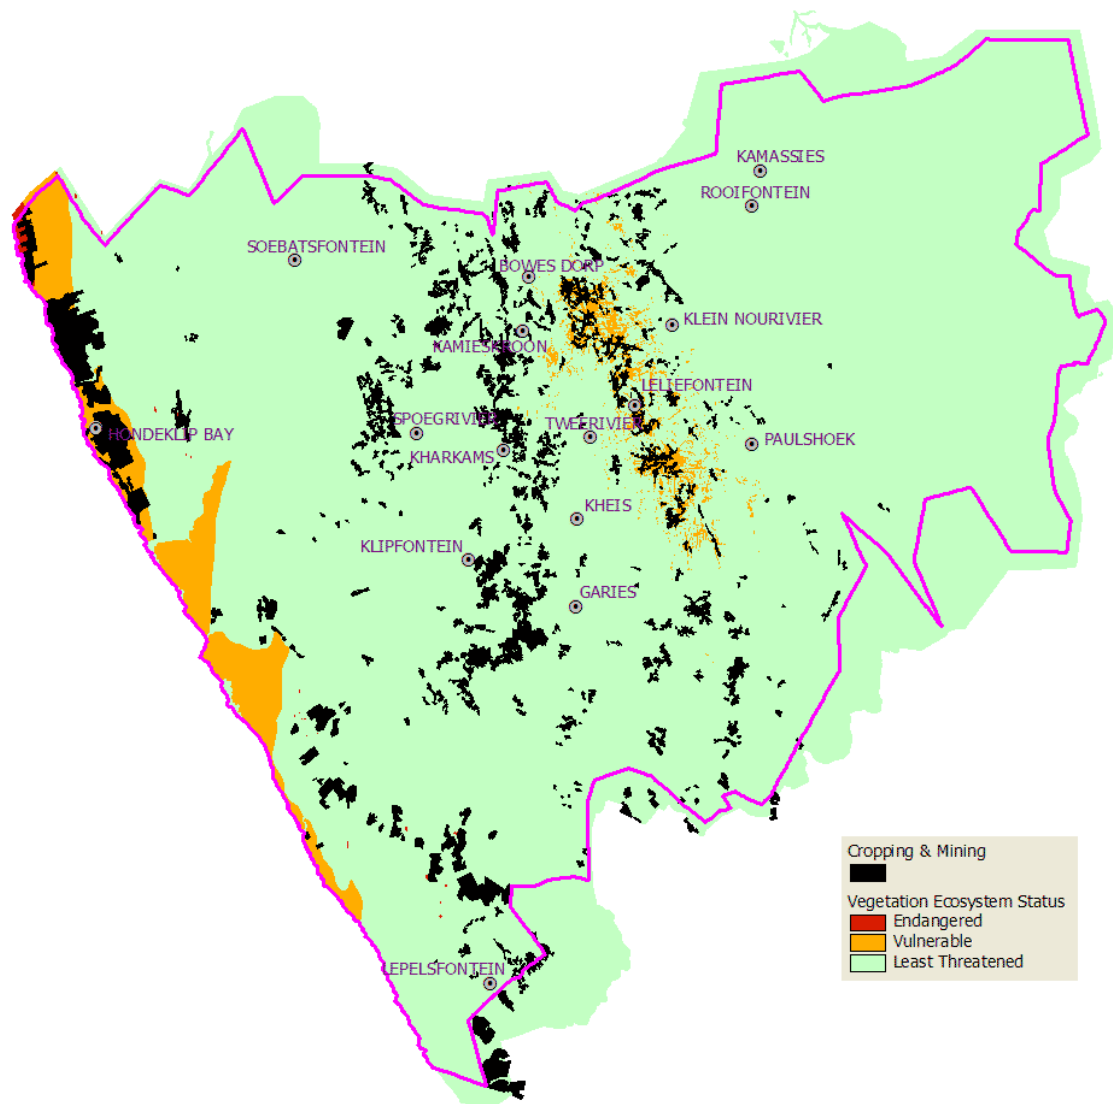 KAMASSIES
ROOIFONTEIN
SOEBATSFONTEIN
BOWES DORP
KLEIN NOURIVIER
KAMIESKROON
LELIEFONTEIN
SPOEGRIVIER
TWEERIVIER
HONDEKLIP BAY
PAULSHOEK
KHARKAMS
KHEIS
KLIPFONTEIN
GARIES
Cropping & Mining
Vegetation Ecosystem Status
Endangered
Vulnerable
Least Threatened
LEPELSFONTEIN